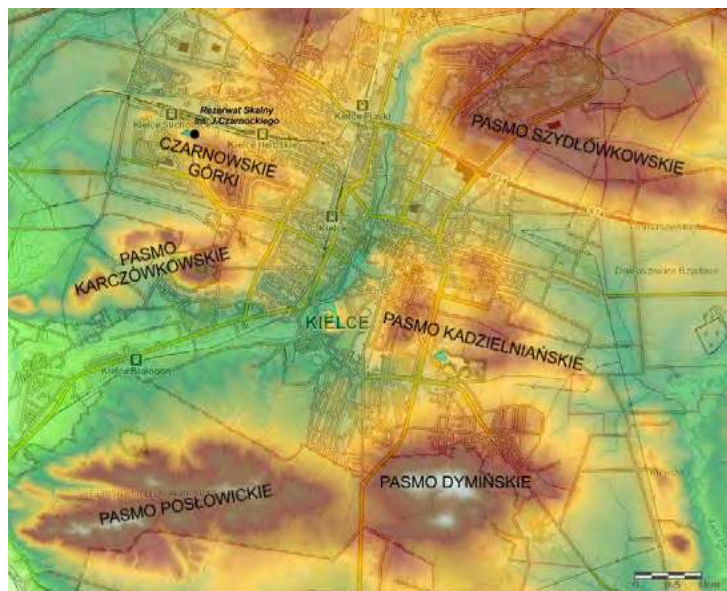 Rezerwat Skalny
im. J.Czarnockiego
Kielce Piaski
Kielce Herbskie
CZARNOWSKIE
GÓRKI
PASMO SZYDŁÓWKOWSKIE
PASMO
KARCZÓWKOWSKIE
Kielce
KIELCE
PASMO KADZIELNIAŃSKIE
Kielce Białogon
PASMO DYMIŃSKIE
PASMO POSŁOWICKIE